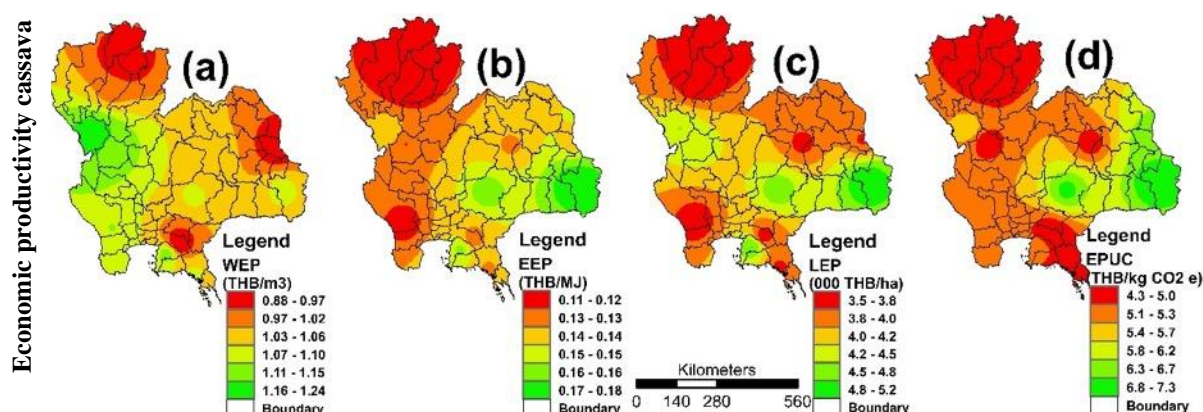 Economic productivity cassava
(a)
Legend
WEP
(THB/m3)
0.88 - 0.97
0.97 - 1.02
1.03 - 1.06
1.07 - 1.10
1.11 - 1.15
1.16 - 1.24
Boundary
(b)
Legend
EEP
(THB/MJ)
0.11 - 0.12
0.13 - 0.13
0.14 - 0.14
0.15 - 0.15
0.16 - 0.16
0.17 - 0.18
Boundary
(c)
Legend
LEP
(000 THB/ha)
3.5 - 3.8
3.8 - 4.0
4.0 - 4.2
4.2 - 4.5
4.5 - 4.8
4.8 - 5.2
Boundary
Kilometers
0 140 280 560
(d)
Legend
EPUC
(THB/kg CO2 e)
4.3 - 5.0
5.1 - 5.3
5.4 - 5.7
5.8 - 6.2
6.3 - 6.7
6.8 - 7.3
Boundary